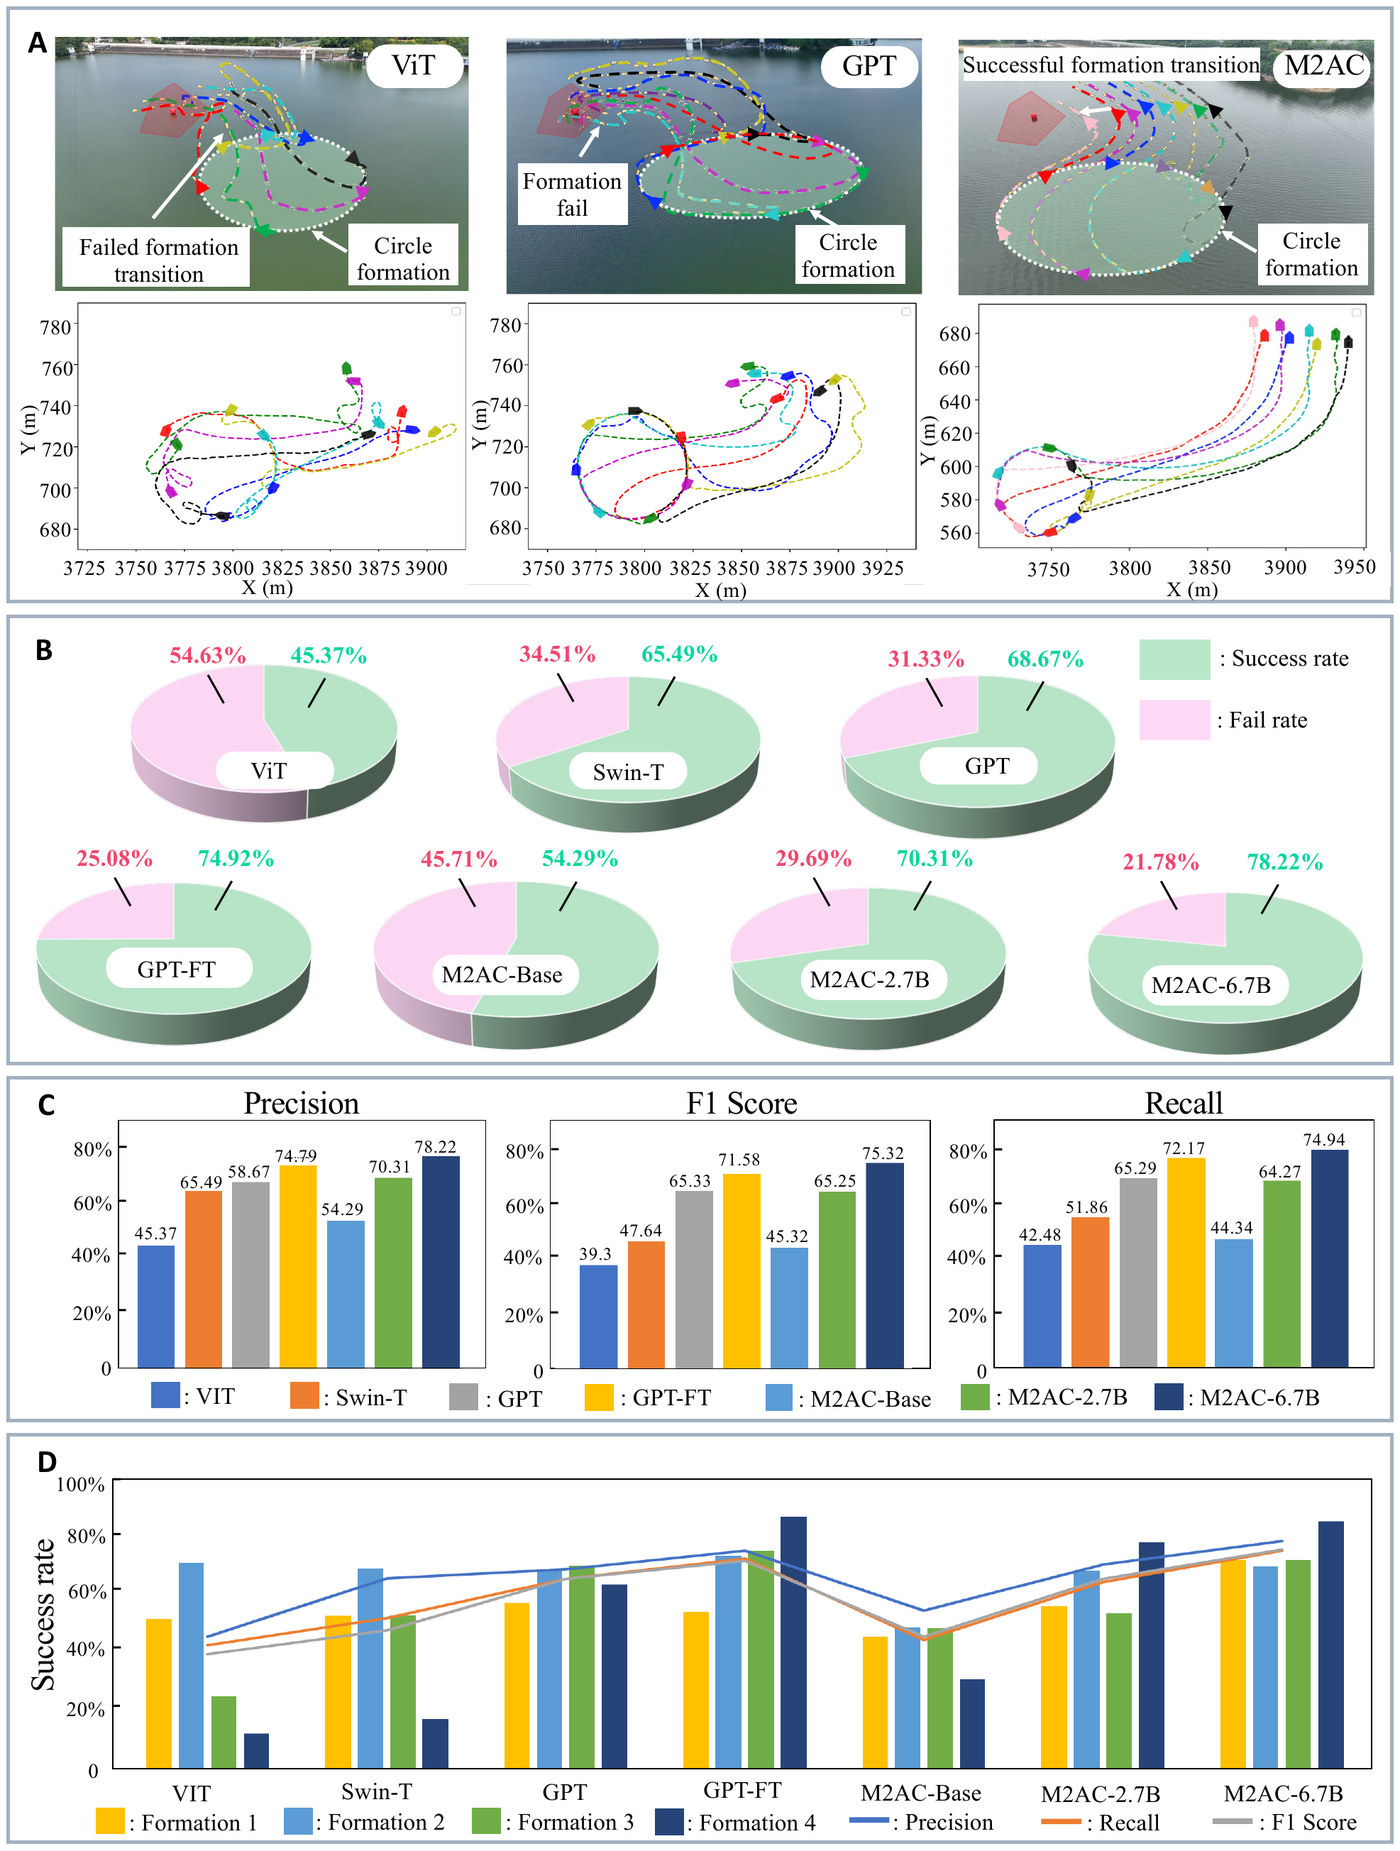 A
ViT
GPT
Successful formation transition
M2AC
Failed formation
transition
Circle
formation
Formation
fail
Circle
formation
Circle
formation
Y (m)
780
760
740
720
700
680
3725 3750 3775 3800 3825 3850 3875 3900
X (m)
Y (m)
780
760
740
720
700
680
3750 3775 3800 3825 3850 3875 3900 3925
X (m)
Y (m)
680
660
640
620
600
580
560
3750 3800 3850 3900 3950
X (m)
B
54.63% 45.37%
ViT
34.51% 65.49%
Swin-T
31.33% 68.67%
GPT
: Success rate
: Fail rate
25.08% 74.92%
GPT-FT
45.71% 54.29%
M2AC-Base
29.69% 70.31%
M2AC-2.7B
21.78% 78.22%
M2AC-6.7B
C
Precision
80%
60%
40%
20%
0
45.37 65.49 58.67 74.79 54.29 70.31 78.22
F1 Score
80%
60%
40%
20%
0
39.3 47.64 65.33 71.58 45.32 65.25 75.32
Recall
80%
60%
40%
20%
0
42.48 51.86 65.29 72.17 44.34 64.27 74.94
: VIT : Swin-T : GPT : GPT-FT : M2AC-Base : M2AC-2.7B : M2AC-6.7B
D
Success rate
100%
80%
60%
40%
20%
0
VIT Swin-T GPT GPT-FT M2AC-Base M2AC-2.7B M2AC-6.7B
: Formation 1 : Formation 2 : Formation 3 : Formation 4 : Precision : Recall : F1 Score